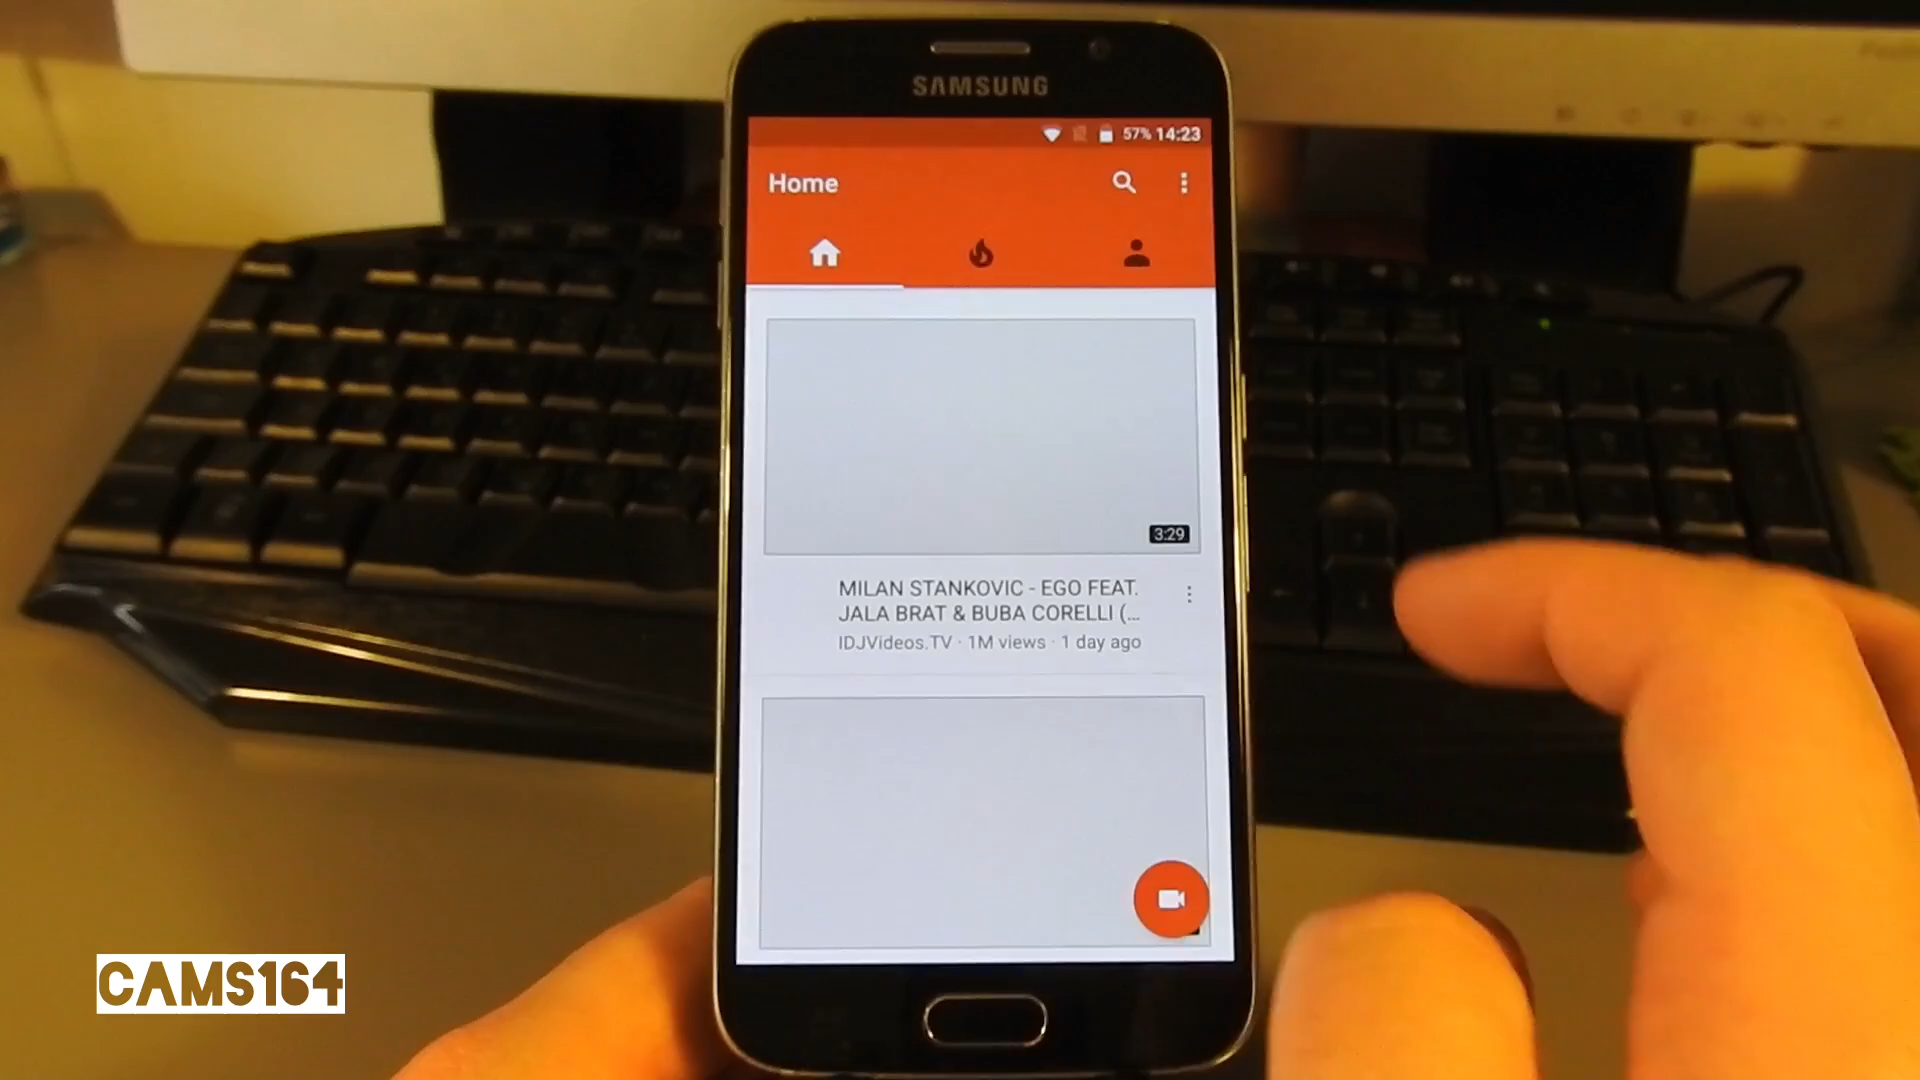 SAMSUNG
57% 14:23
Home
3:29
MILAN STANKOVIC - EGO FEAT.
JALA BRAT & BUBA CORELLI (...
IDJVideos.TV · 1M views · 1 day ago
CAMS164